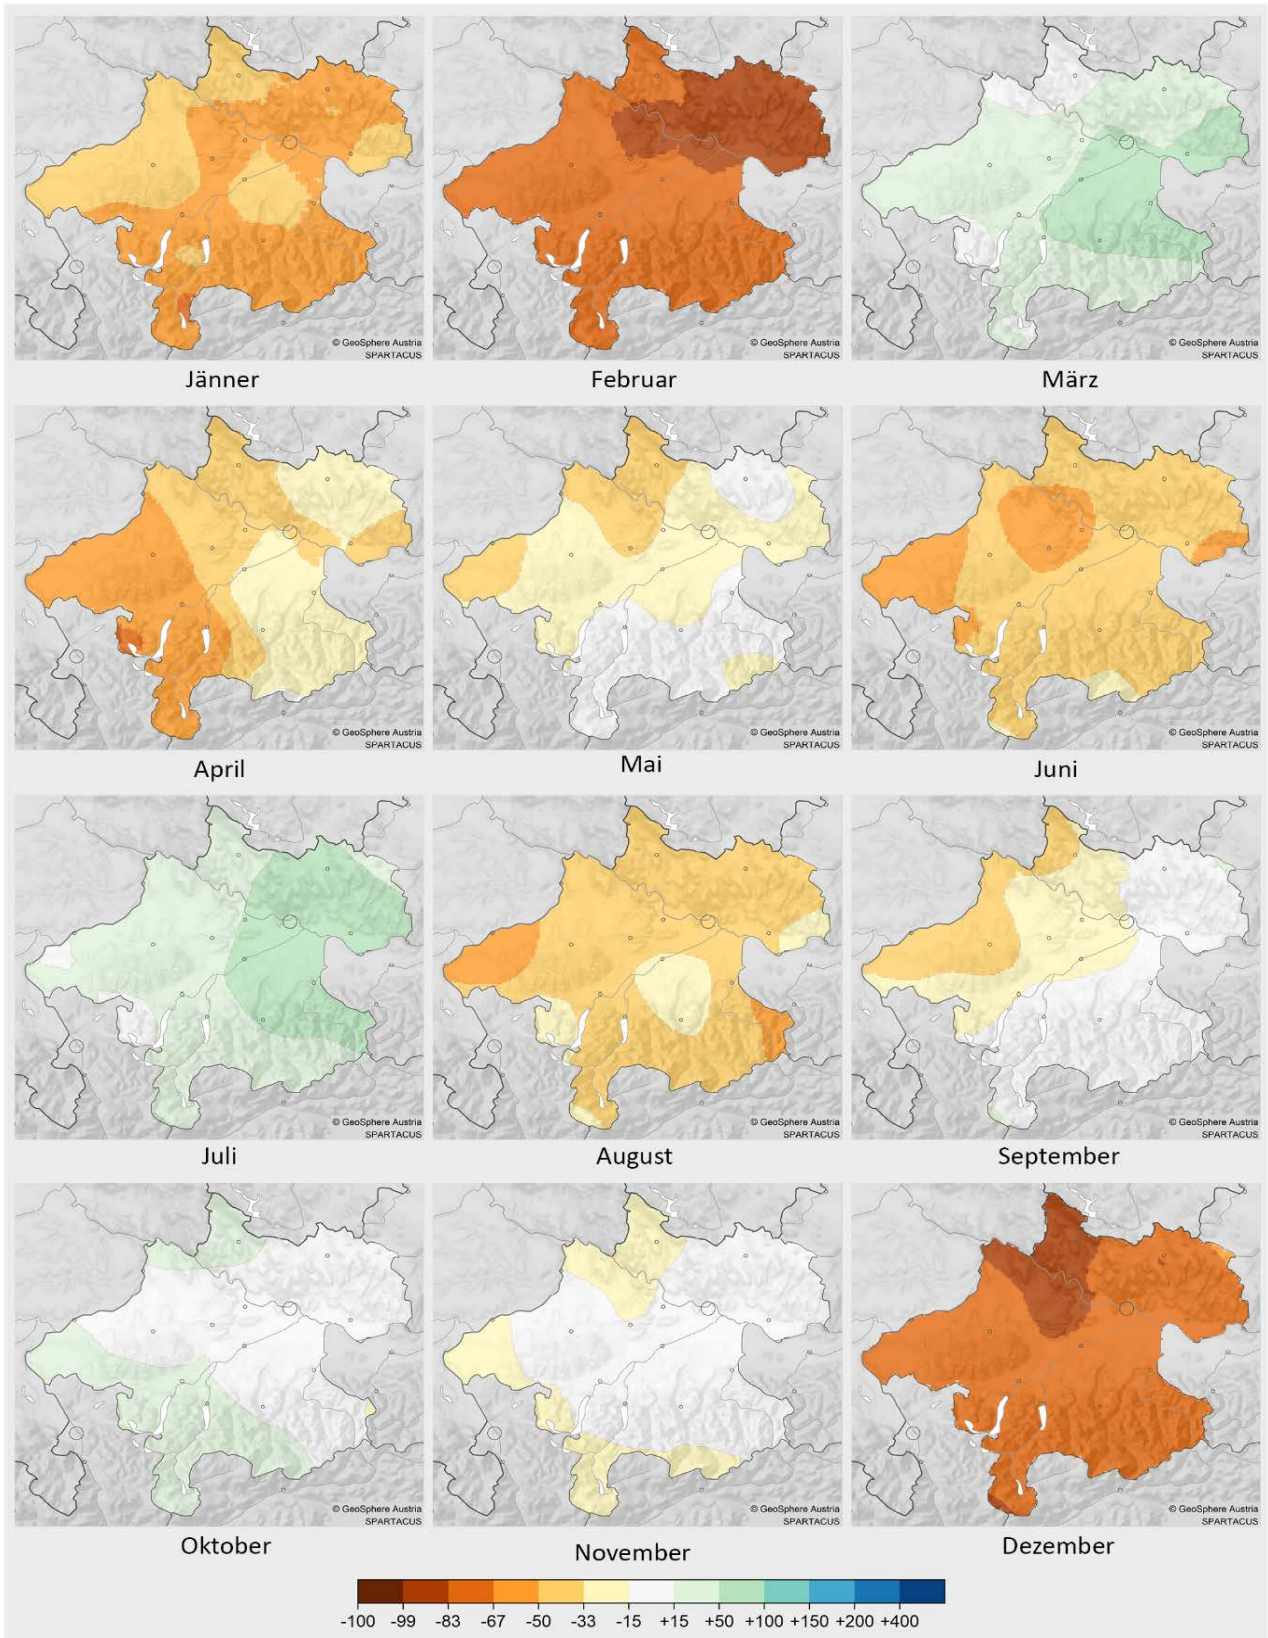 © GeoSphere Austria
SPARTACUS
© GeoSphere Austria
SPARTACUS
© GeoSphere Austria
SPARTACUS
Jänner
Februar
März
© GeoSphere Austria
SPARTACUS
© GeoSphere Austria
SPARTACUS
© GeoSphere Austria
SPARTACUS
April
Mai
Juni
© GeoSphere Austria
SPARTACUS
© GeoSphere Austria
SPARTACUS
© GeoSphere Austria
SPARTACUS
Juli
August
September
© GeoSphere Austria
SPARTACUS
© GeoSphere Austria
SPARTACUS
© GeoSphere Austria
SPARTACUS
Oktober
November
Dezember
-100 -99 -83 -67 -50 -33 -15 +15 +50 +100 +150 +200 +400